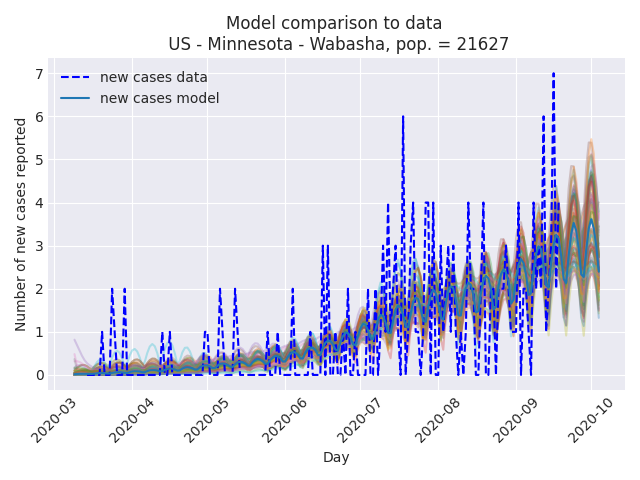 Model comparison to data
US - Minnesota - Wabasha, pop. = 21627
new cases data
new cases model
Number of new cases reported
7
6
5
4
3
2
1
0
2020-03
2020-04
2020-05
2020-06
2020-07
2020-08
2020-09
2020-10
Day